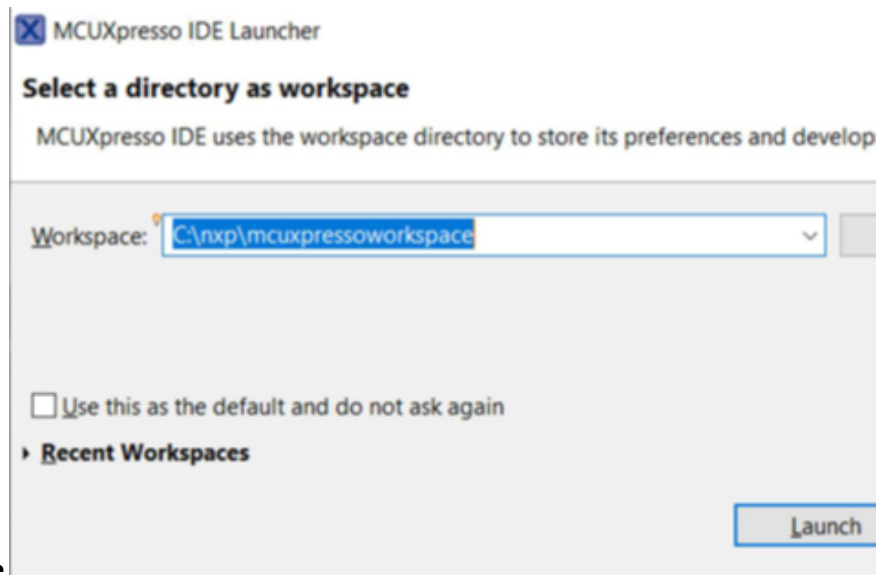 MCUXpresso IDE Launcher
Select a directory as workspace
MCUXpresso IDE uses the workspace directory to store its preferences and develop
Workspace: C:\nxp\mcuxpressoworkspace
Use this as the default and do not ask again
Recent Workspaces
Launch